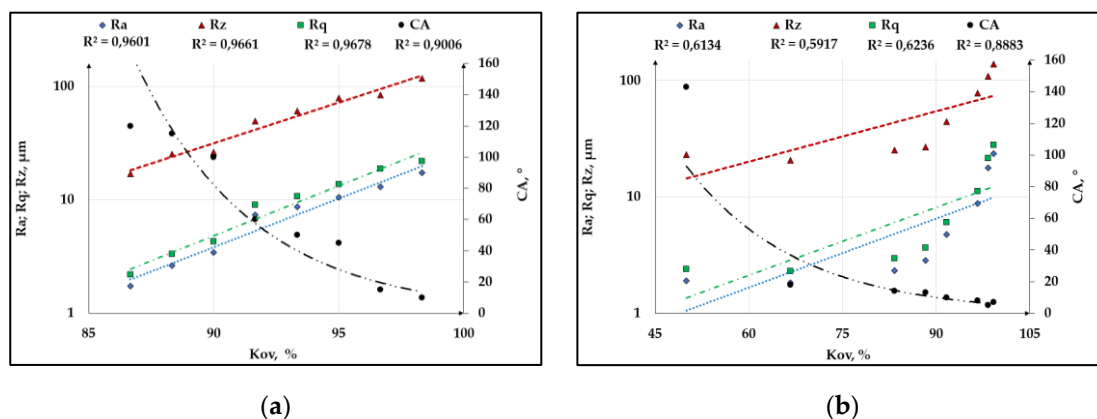 Ra Rz Rq CA
R² = 0,9601 R² = 0,9661 R² = 0,9678 R² = 0,9006
100
10
1
160
140
120
100
80
60
40
20
0
85 90 95 100
Ra; Rq; Rz, µm
CA, °
Kov, %
(a)
Ra Rz Rq CA
R² = 0,6134 R² = 0,5917 R² = 0,6236 R² = 0,8883
100
10
1
160
140
120
100
80
60
40
20
0
45 60 75 90 105
Ra; Rq; Rz, µm
CA, °
Kov, %
(b)